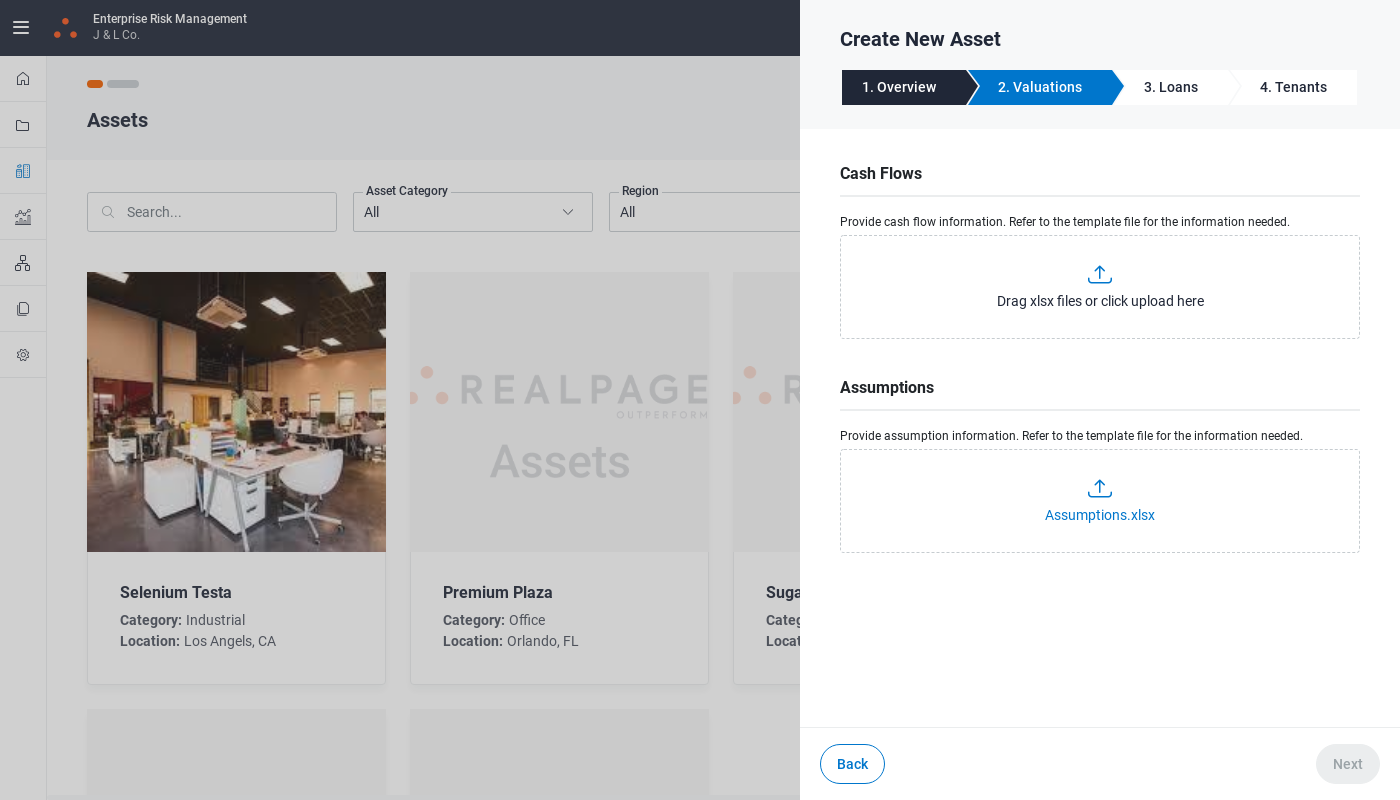 Enterprise Risk Management
J & L Co.
Assets
Search...
Asset Category
All
Region
All
REALPAGE
OUTPERFORM
Assets
Selenium Testa
Category: Industrial
Location: Los Angels, CA
Premium Plaza
Category: Office
Location: Orlando, FL
Create New Asset
1. Overview
2. Valuations
3. Loans
4. Tenants
Cash Flows
Provide cash flow information. Refer to the template file for the information needed.
Drag xlsx files or click upload here
Assumptions
Provide assumption information. Refer to the template file for the information needed.
Assumptions.xlsx
Back
Next